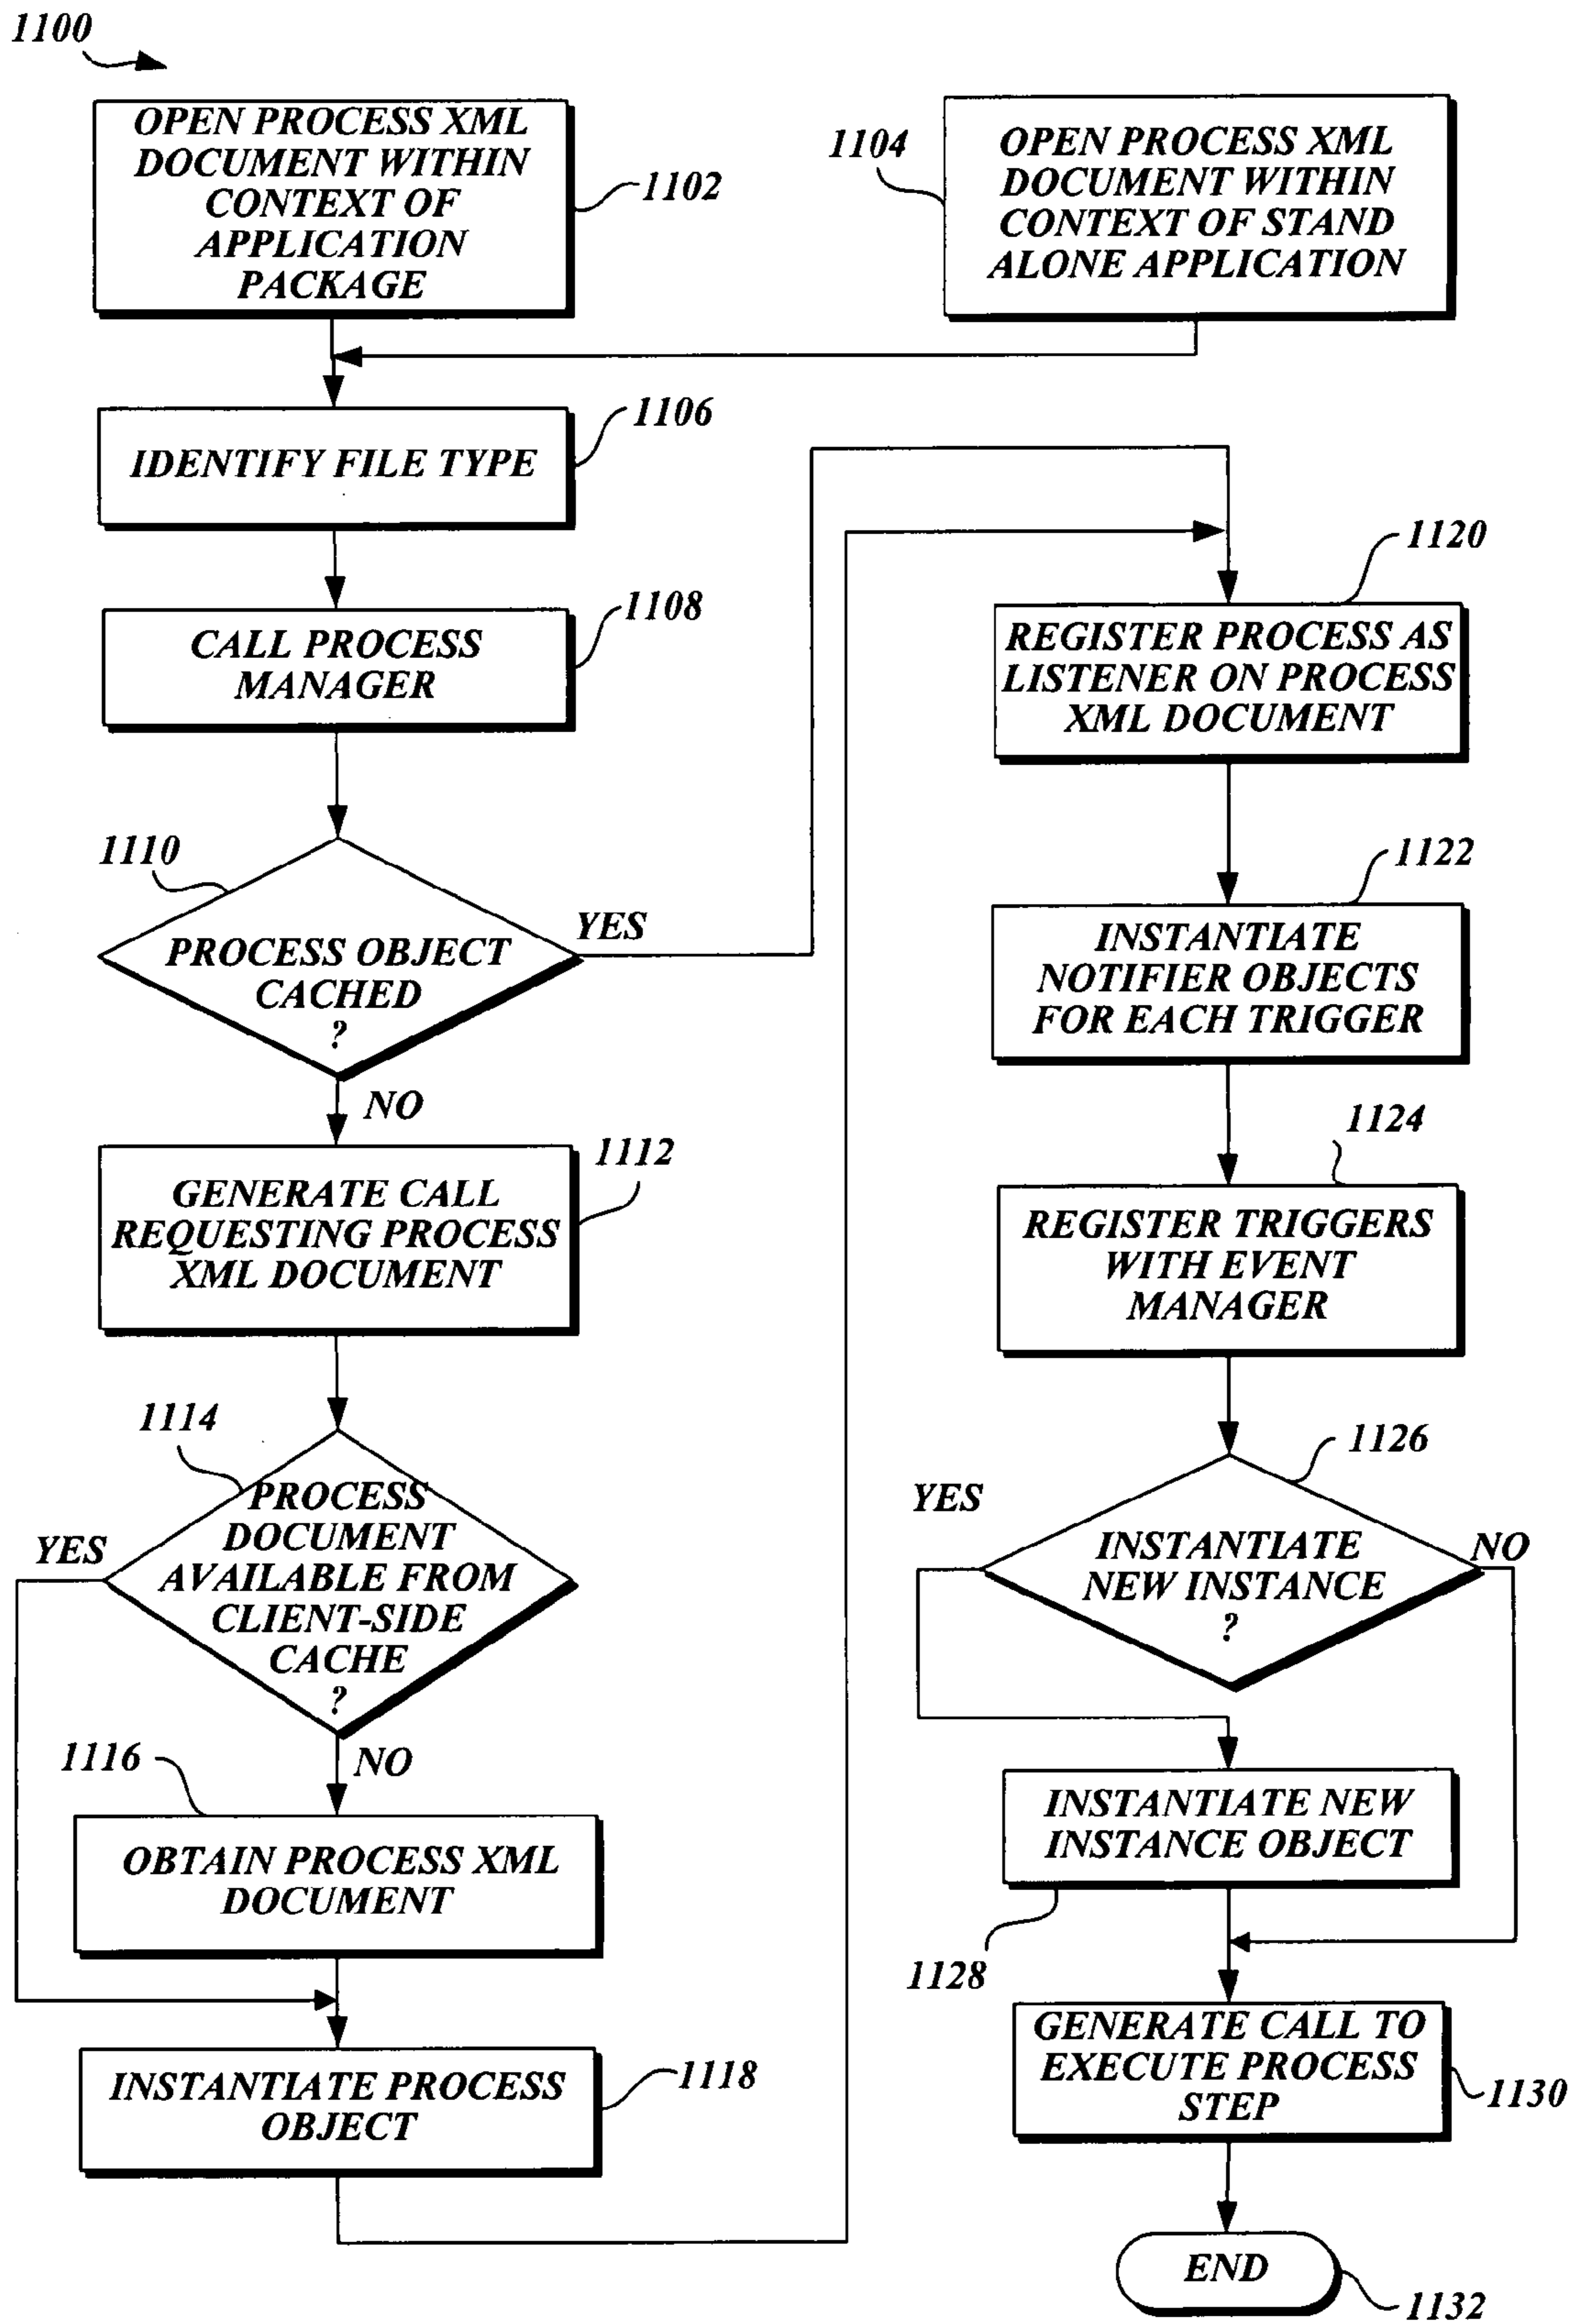 1100
OPEN PROCESS XML
DOCUMENT WITHIN
CONTEXT OF
APPLICATION
PACKAGE
1102
1104
OPEN PROCESS XML
DOCUMENT WITHIN
CONTEXT OF STAND
ALONE APPLICATION
1106
IDENTIFY FILE TYPE
1108
CALL PROCESS
MANAGER
1110
PROCESS OBJECT
CACHED
?
YES
NO
1112
GENERATE CALL
REQUESTING PROCESS
XML DOCUMENT
1114
PROCESS
DOCUMENT
AVAILABLE FROM
CLIENT-SIDE
CACHE
?
YES
NO
1116
OBTAIN PROCESS XML
DOCUMENT
INSTANTIATE PROCESS
OBJECT
1118
1120
REGISTER PROCESS AS
LISTENER ON PROCESS
XML DOCUMENT
1122
INSTANTIATE
NOTIFIER OBJECTS
FOR EACH TRIGGER
1124
REGISTER TRIGGERS
WITH EVENT
MANAGER
1126
YES
INSTANTIATE
NEW INSTANCE
?
NO
INSTANTIATE NEW
INSTANCE OBJECT
1128
GENERATE CALL TO
EXECUTE PROCESS
STEP
1130
END
1132